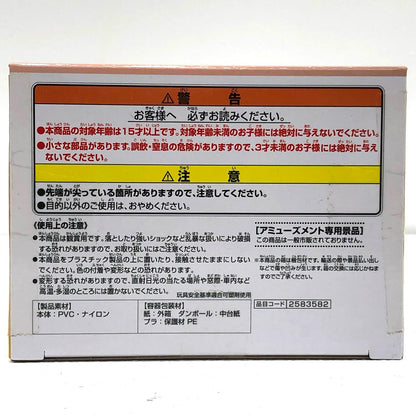 ⚠警告
お客様へ 必ずお読みください。
●本商品の対象年齢は15才以上です。対象年齢未満のお子様には絶対に与えないでください。
●小さな部品があります。誤飲・窒息の危険がありますので、3才未満のお子様には絶対に与えないでください。
⚠注意
●先端が尖っている箇所がありますので、注意してください。
●目的以外のご使用は、おやめください。
《使用上の注意》
●本商品は観賞用です。落としたり強いショックなど乱暴な扱いにより破損する恐れがありますので、お取り扱いにはご注意ください。
●本商品をプラスチック製品の上に置いたり、接触させたままにしないでください。色の付着や変形などの恐れがあります。
●変形する恐れがありますので、直射日光の当たる場所や窓際、車内など高温・多湿のところには置かないでください。
玩具安全基準適合可塑剤使用
【アミューズメント専用景品】
この商品は一般市販されておりません。
製品素材
本体：PVC・ナイロン
容器包装材
紙：外箱 ダンボール：中台紙
プラ：保護材 PE
品目コード 2583582